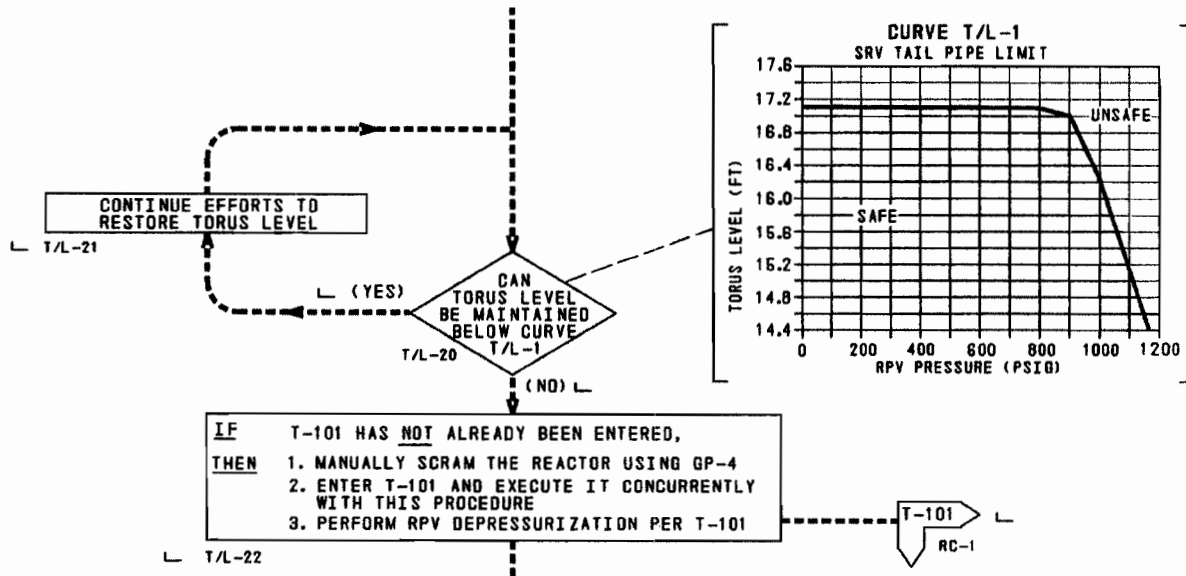 CURVE T/L-1
SRV TAIL PIPE LIMIT
17.6
17.2
16.8
16.4
16.0
15.6
15.2
14.8
14.4
TORUS LEVEL (FT)
UNSAFE
SAFE
0 200 400 600 800 1000 1200
RPV PRESSURE (PSIG)
CONTINUE EFFORTS TO
RESTORE TORUS LEVEL
T/L-21
(YES)
CAN
TORUS LEVEL
BE MAINTAINED
BELOW CURVE
T/L-1
T/L-20
(NO)
IF T-101 HAS NOT ALREADY BEEN ENTERED,
THEN 1. MANUALLY SCRAM THE REACTOR USING GP-4
2. ENTER T-101 AND EXECUTE IT CONCURRENTLY
WITH THIS PROCEDURE
3. PERFORM RPV DEPRESSURIZATION PER T-101
T/L-22
T-101
RC-1